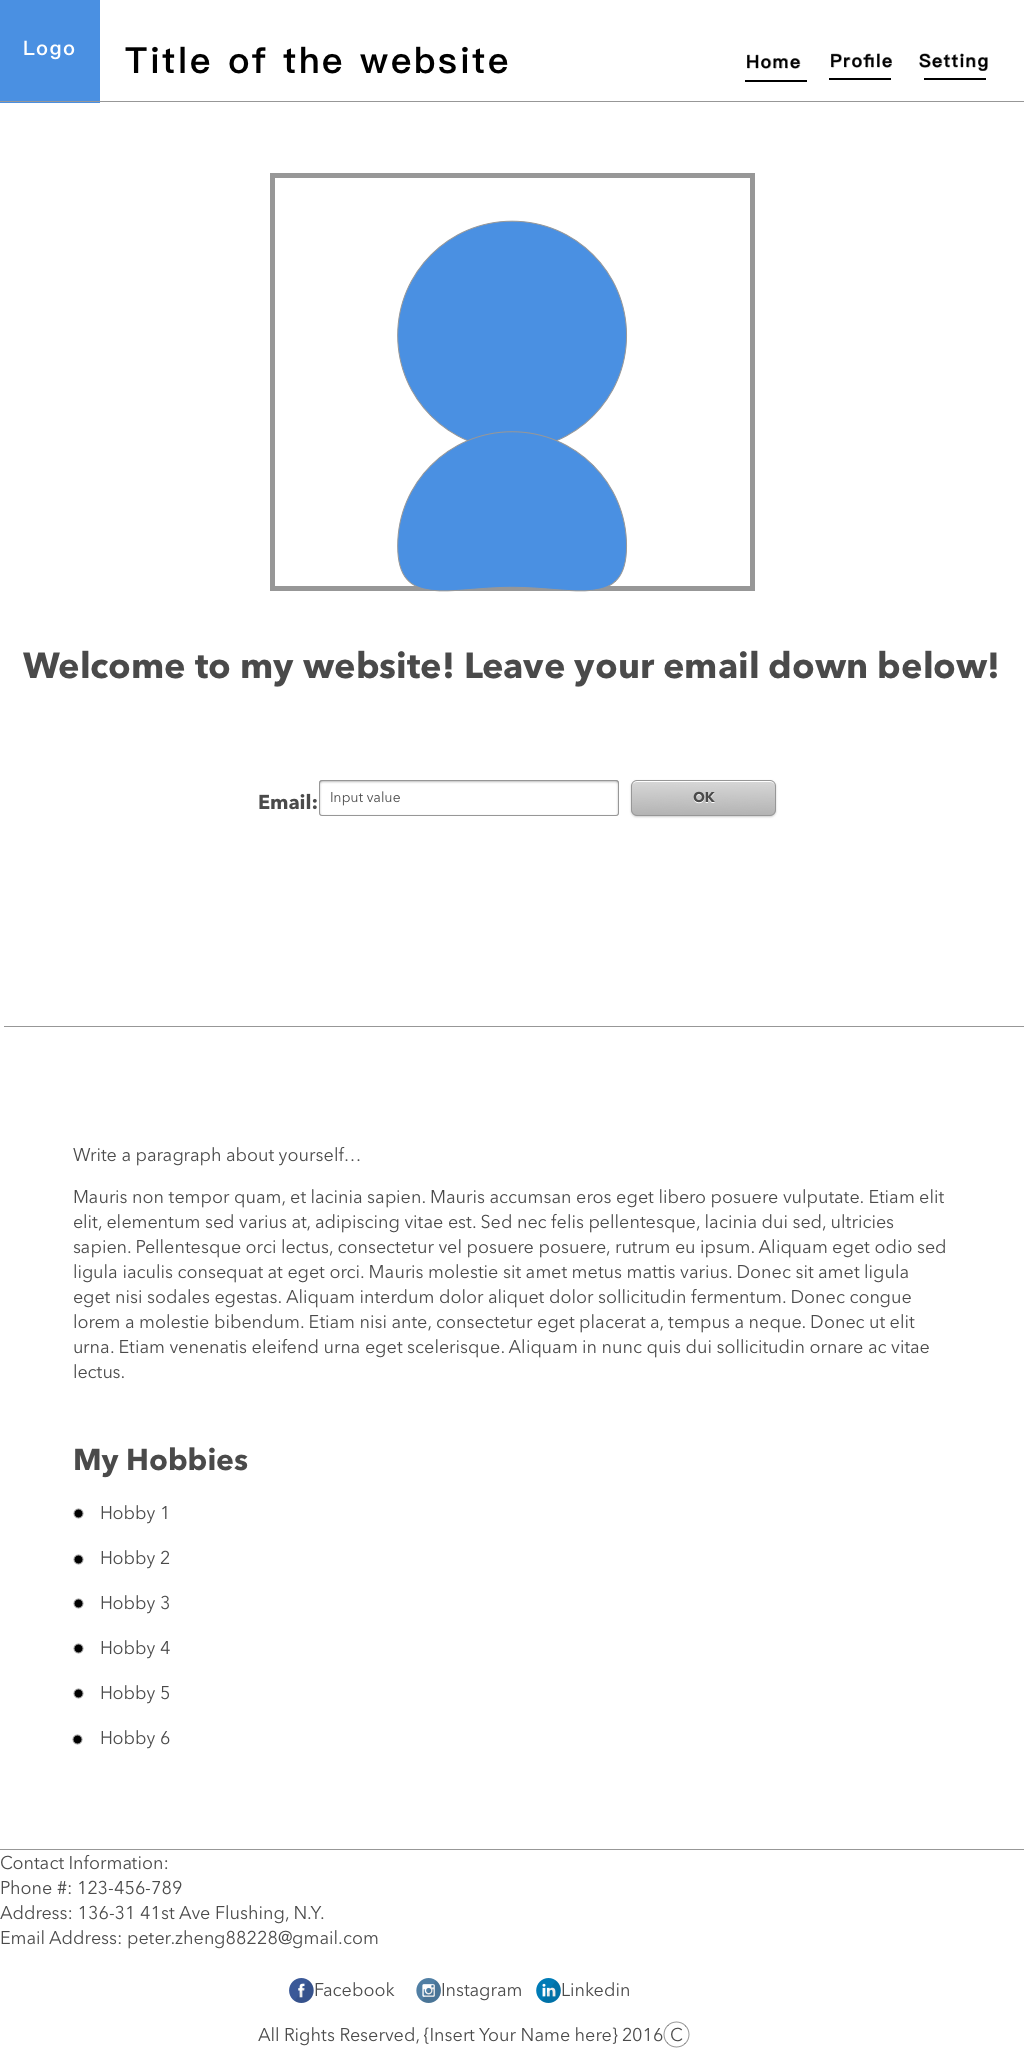 Logo
Title of the website
Home Profile Setting
Welcome to my website! Leave your email down below!
Email: Input value OK
Write a paragraph about yourself…
Mauris non tempor quam, et lacinia sapien. Mauris accumsan eros eget libero posuere vulputate. Etiam elit
elit, elementum sed varius at, adipiscing vitae est. Sed nec felis pellentesque, lacinia dui sed, ultricies
sapien. Pellentesque orci lectus, consectetur vel posuere posuere, rutrum eu ipsum. Aliquam eget odio sed
ligula iaculis consequat at eget orci. Mauris molestie sit amet metus mattis varius. Donec sit amet ligula
eget nisi sodales egestas. Aliquam interdum dolor aliquet dolor sollicitudin fermentum. Donec congue
lorem a molestie bibendum. Etiam nisi ante, consectetur eget placerat a, tempus a neque. Donec ut elit
urna. Etiam venenatis eleifend urna eget scelerisque. Aliquam in nunc quis dui sollicitudin ornare ac vitae
lectus.
My Hobbies
Hobby 1
Hobby 2
Hobby 3
Hobby 4
Hobby 5
Hobby 6
Contact Information:
Phone #: 123-456-789
Address: 136-31 41st Ave Flushing, N.Y.
Email Address: peter.zheng88228@gmail.com
f Facebook Instagram in Linkedin
All Rights Reserved, {Insert Your Name here} 2016Ⓒ